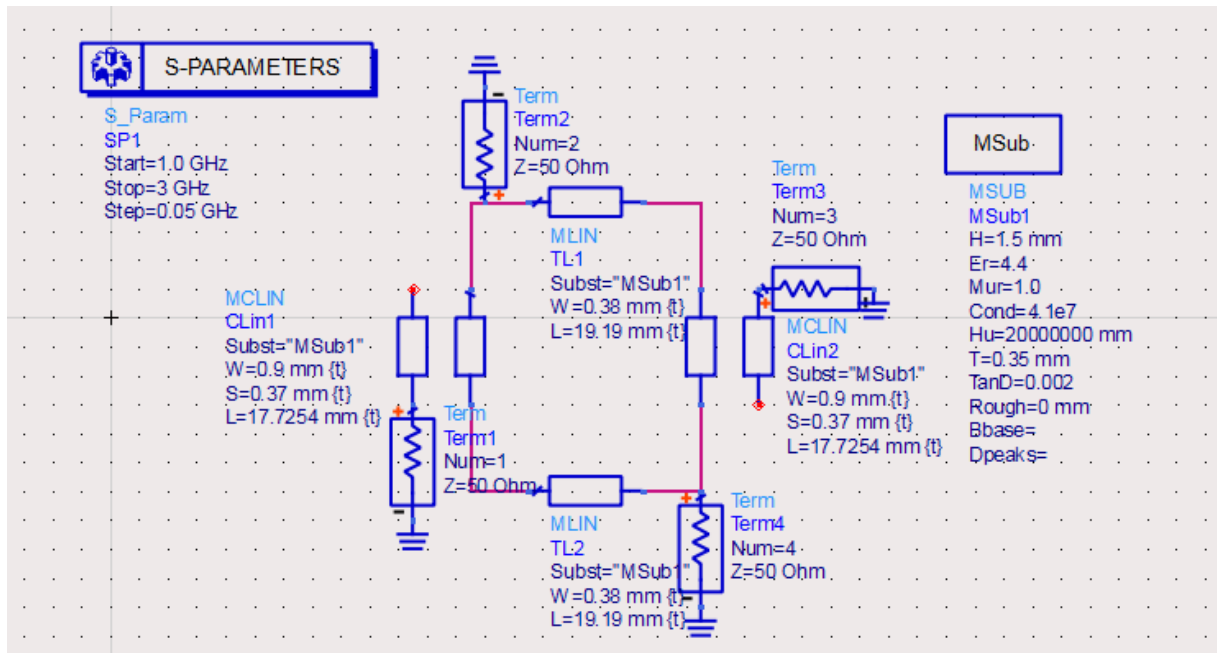 S-PARAMETERS
S_Param
SP1
Start=1.0 GHz
Stop=3 GHz
Step=0.05 GHz
Term
Term2
Num=2
Z=50 Ohm
MLIN
TL1
Subst="MSub1"
W=0.38 mm {t}
L=19.19 mm {t}
Term
Term3
Num=3
Z=50 Ohm
MSub
MSUB
MSub1
H=1.5 mm
Er=4.4
Mur=1.0
Cond=4.1e7
Hu=20000000 mm
T=0.35 mm
TanD=0.002
Rough=0 mm
Bbase=
Dpeaks=
MCLIN
CLin1
Subst="MSub1"
W=0.9 mm {t}
S=0.37 mm {t}
L=17.7254 mm {t}
MCLIN
CLin2
Subst="MSub1"
W=0.9 mm {t}
S=0.37 mm {t}
L=17.7254 mm {t}
Term
Term1
Num=1
Z=50 Ohm
MLIN
TL2
Subst="MSub1"
W=0.38 mm {t}
L=19.19 mm {t}
Term
Term4
Num=4
Z=50 Ohm